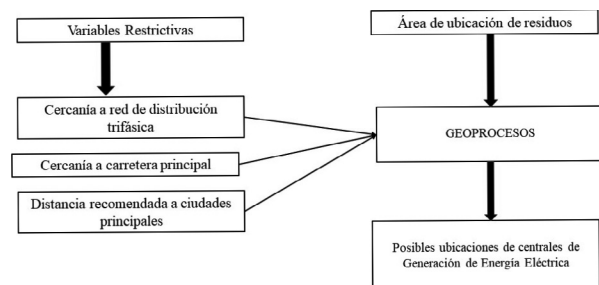 Variables Restrictivas
Cercanía a red de distribución
trifásica
Cercanía a carretera principal
Distancia recomendada a ciudades
principales
Área de ubicación de residuos
GEOPROCESOS
Posibles ubicaciones de centrales de
Generación de Energía Eléctrica